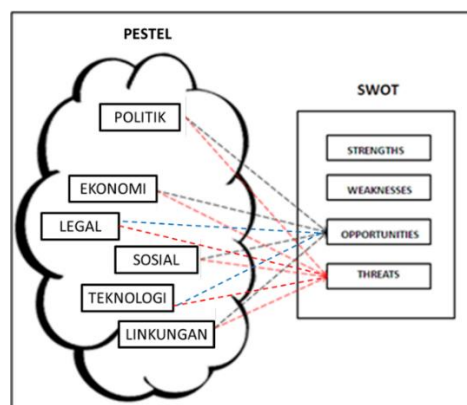 PESTEL
SWOT
POLITIK
STRENGTHS
EKONOMI
WEAKNESSES
LEGAL
OPPORTUNITIES
SOSIAL
THREATS
TEKNOLOGI
LINKUNGAN